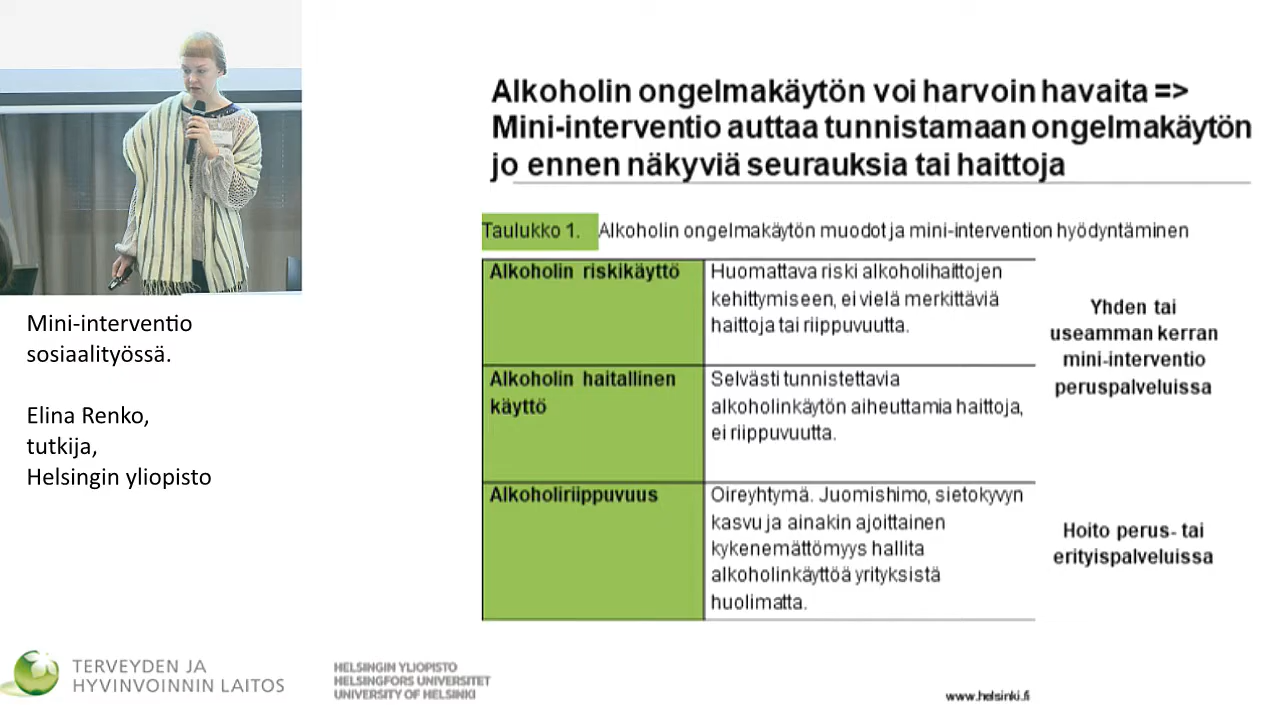 Alkoholin ongelmakäytön voi harvoin havaita =>
Mini-interventio auttaa tunnistamaan ongelmakäytön
jo ennen näkyviä seurauksia tai haittoja
Taulukko 1. Alkoholin ongelmakäytön muodot ja mini-intervention hyödyntäminen
Alkoholin riskikäyttö
Huomattava riski alkoholihaittojen
kehittymiseen, ei vielä merkittäviä
haittoja tai riippuvuutta.
Alkoholin haitallinen
käyttö
Selvästi tunnistettavia
alkoholinkäytön aiheuttamia haittoja,
ei riippuvuutta.
Yhden tai
useamman kerran
mini-interventio
peruspalveluissa
Alkoholiriippuvuus
Oireyhtymä. Juomishimo, sietokyvyn
kasvu ja ainakin ajoittainen
kykenemättömyys hallita
alkoholinkäyttöä yrityksistä
huolimatta.
Hoito perus- tai
erityispalveluissa
Mini-interventio
sosiaalityössä.
Elina Renko,
tutkija,
Helsingin yliopisto
TERVEYDEN JA
HYVINVOINNIN LAITOS
HELSINGIN YLIOPISTO
HELSINGFORS UNIVERSITET
UNIVERSITY OF HELSINKI
www.helsinki.fi